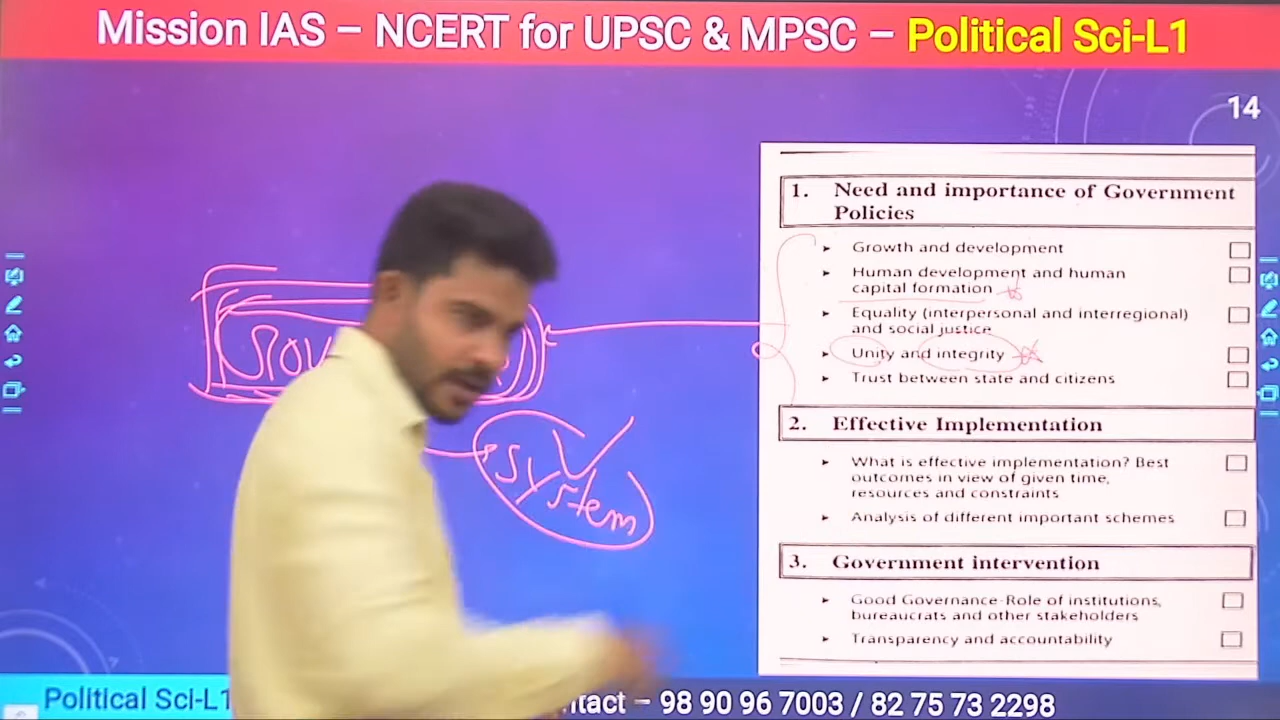 Mission IAS – NCERT for UPSC & MPSC – Political Sci-L1
14
1. Need and importance of Government
Policies
➤ Growth and development
➤ Human development and human
capital formation
➤ Equality (interpersonal and interregional)
and social justice
➤ Unity and integrity
➤ Trust between state and citizens
2. Effective Implementation
➤ What is effective implementation? Best
outcomes in view of given time,
resources and constraints
➤ Analysis of different important schemes
3. Government intervention
➤ Good Governance-Role of institutions,
bureaucrats and other stakeholders
➤ Transparency and accountability
system
Political Sci-L1
ntact – 98 90 96 7003 / 82 75 73 2298